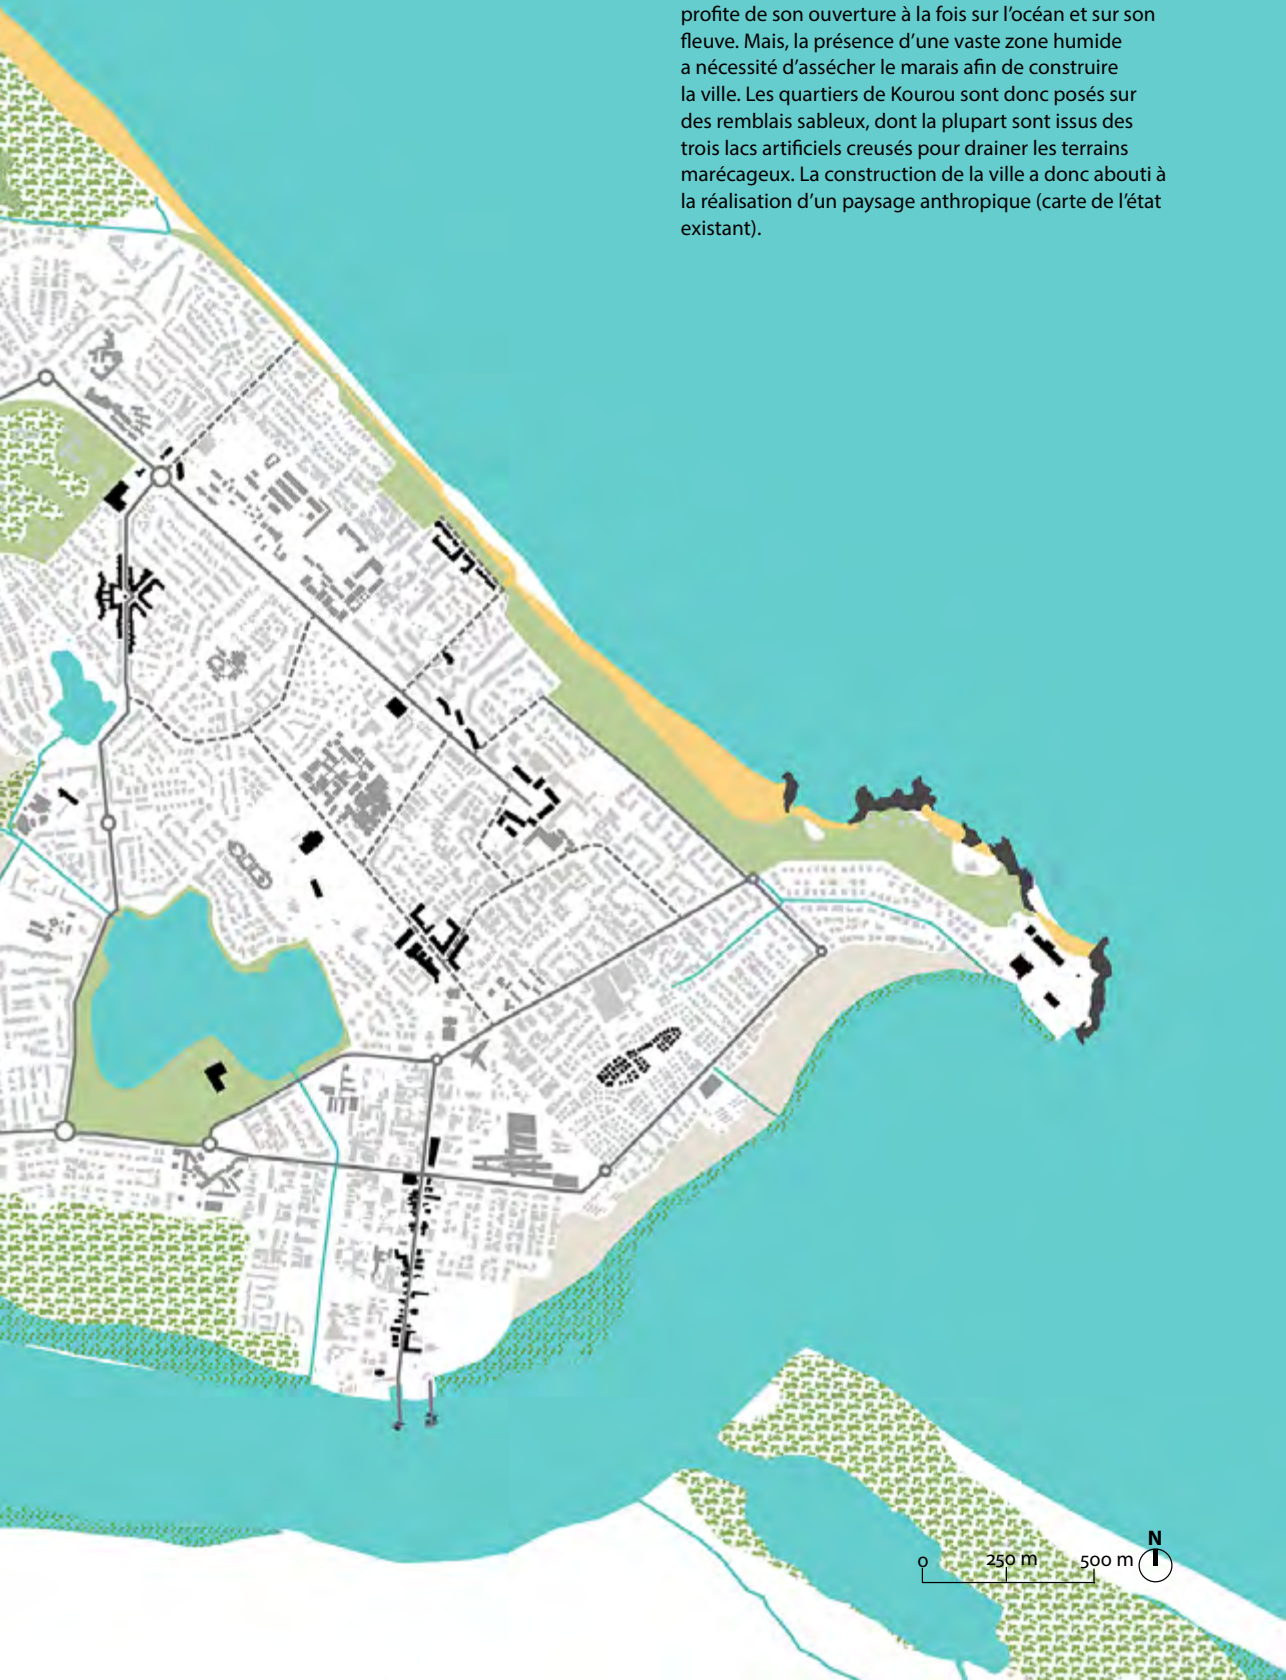 profite de son ouverture à la fois sur l’océan et sur son
fleuve. Mais, la présence d’une vaste zone humide
a nécessité d’assécher le marais afin de construire
la ville. Les quartiers de Kourou sont donc posés sur
des remblais sableux, dont la plupart sont issus des
trois lacs artificiels creusés pour drainer les terrains
marécageux. La construction de la ville a donc abouti à
la réalisation d’un paysage anthropique (carte de l’état
existant).
N
0 250 m 500 m